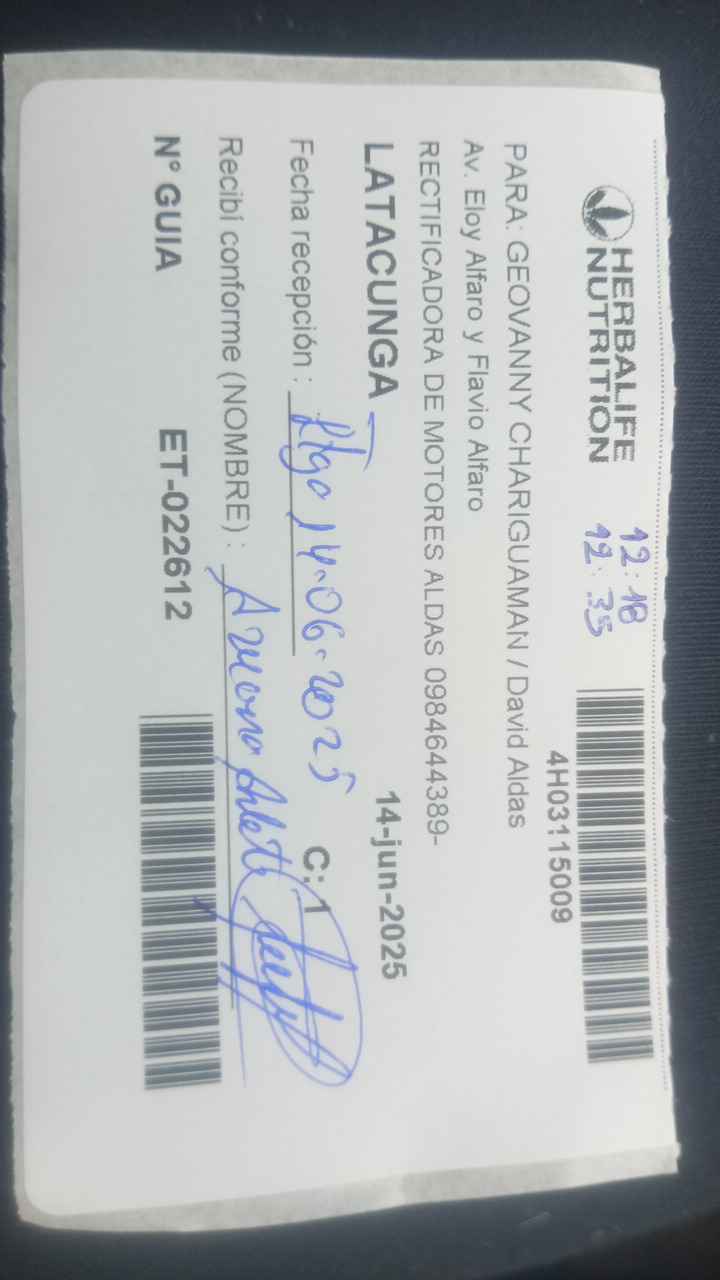 HERBALIFE
NUTRITION
12:18
12:35
4H03115009
PARA: GEOVANNY CHARIGUAMAN / David Aldas
Av. Eloy Alfaro y Flavio Alfaro
RECTIFICADORA DE MOTORES ALDAS 0984644389-
LATACUNGA 14-jun-2025
Fecha recepción : 14-06-2025 C: 1
Recibí conforme (NOMBRE) :
N° GUIA ET-022612